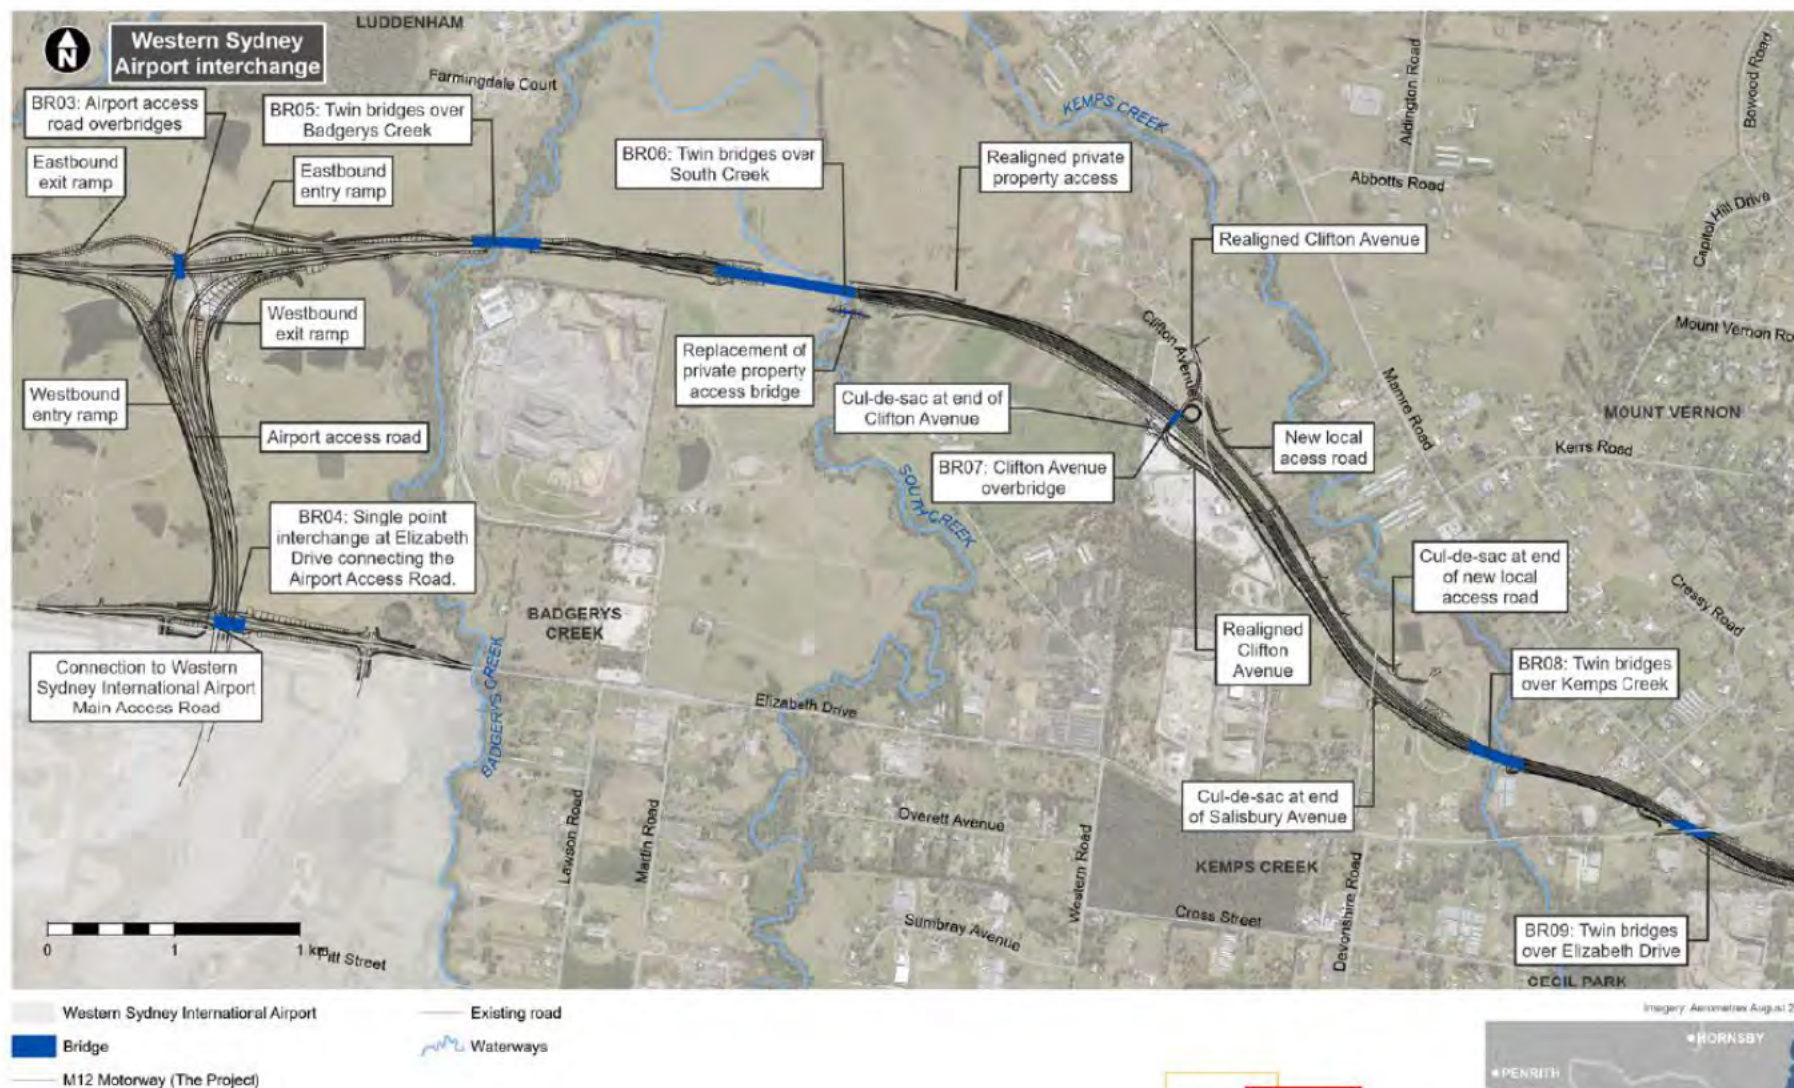 LUDDENHAM
Western Sydney
Airport interchange
N
Farmingdale Court
BR03: Airport access
road overbridges
BR05: Twin bridges over
Badgerys Creek
Eastbound
exit ramp
Eastbound
entry ramp
BR06: Twin bridges over
South Creek
Realigned private
property access
KEMPS CREEK
Aldington Road
Bowood Road
Abbotts Road
Capitol Hill Drive
Realigned Clifton Avenue
Westbound
exit ramp
Clifton Avenue
Mount Vernon Ro
Replacement of
private property
access bridge
Westbound
entry ramp
Cul-de-sac at end of
Clifton Avenue
Mamre Road
MOUNT VERNON
Airport access road
New local
acess road
Kerrs Road
BR07: Clifton Avenue
overbridge
SOUTH CREEK
BR04: Single point
interchange at Elizabeth
Drive connecting the
Airport Access Road.
Cul-de-sac at end
of new local
access road
Cressy Road
BADGERYS
CREEK
Realigned
Clifton
Avenue
Connection to Western
Sydney International Airport
Main Access Road
BADGERYS CREEK
BR08: Twin bridges
over Kemps Creek
Elizabeth Drive
Cul-de-sac at end
of Salisbury Avenue
Lawson Road
Martin Road
Overett Avenue
Western Road
KEMPS CREEK
Devonshire Road
Cross Street
Sumbray Avenue
BR09: Twin bridges
over Elizabeth Drive
0 1 1 km
Pitt Street
CECIL PARK
Imagery: Aerometrex August 2
Western Sydney International Airport
Existing road
Bridge
Waterways
M12 Motorway (The Project)
HORNSBY
PENRITH